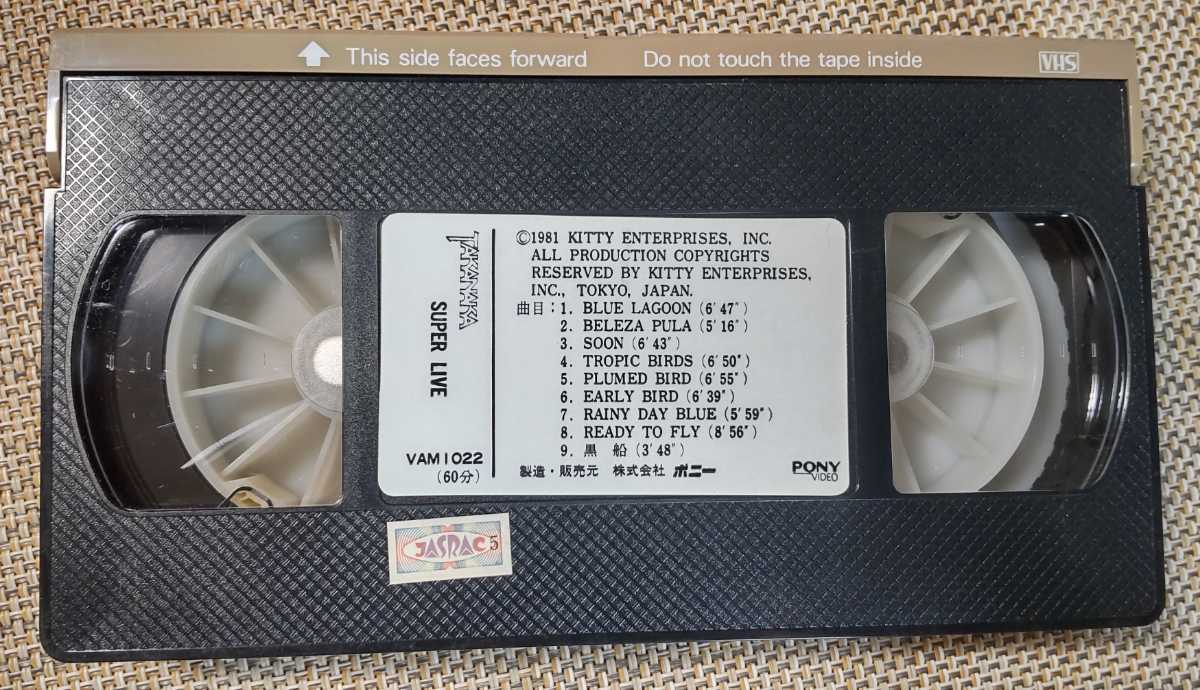 This side faces forward Do not touch the tape inside VHS
TAKANAKA
SUPER LIVE
VAM1022
(60分)
©1981 KITTY ENTERPRISES, INC.
ALL PRODUCTION COPYRIGHTS
RESERVED BY KITTY ENTERPRISES,
INC., TOKYO, JAPAN.
曲目:1. BLUE LAGOON (6'47")
2. BELEZA PULA (5'16")
3. SOON (6'43")
4. TROPIC BIRDS (6'50")
5. PLUMED BIRD (6'55")
6. EARLY BIRD (6'39")
7. RAINY DAY BLUE (5'59")
8. READY TO FLY (8'56")
9. 黒 船 (3'48")
製造・販売元 株式会社 ポニー
PONY
VIDEO
JASRAC 5